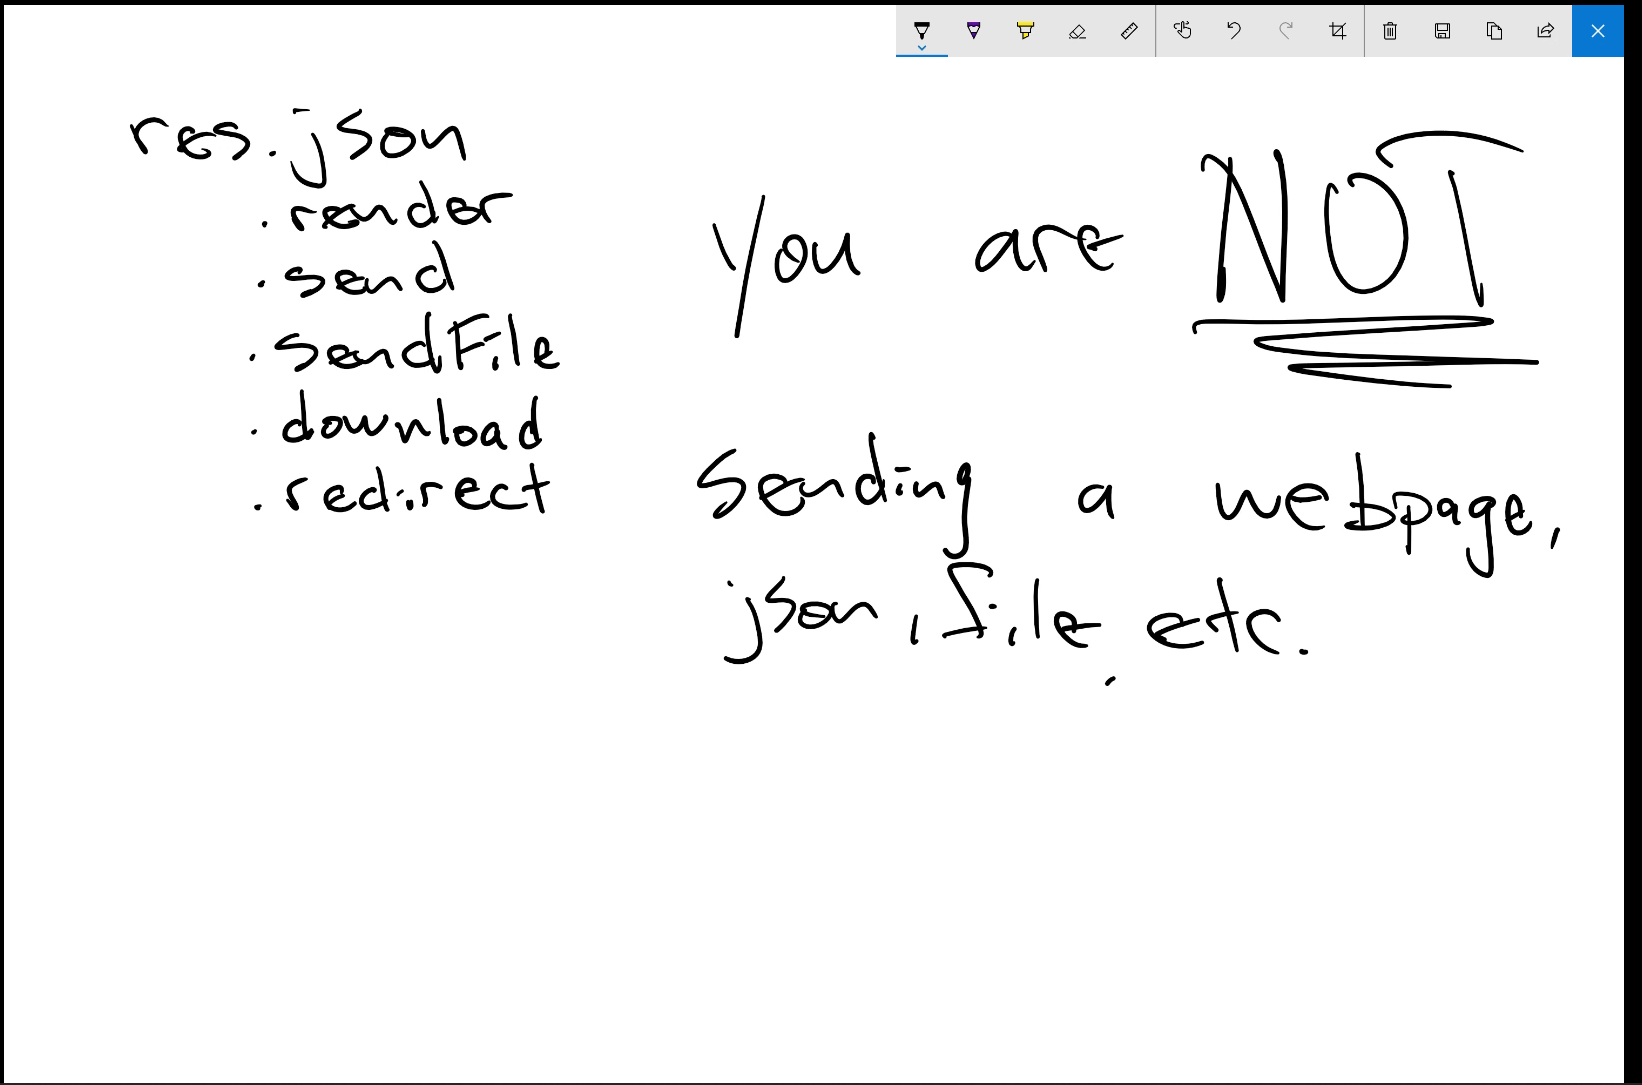 res.json
.render
.send
.sendFile
.download
.redirect
you are NOT
sending a webpage,
json, file, etc.